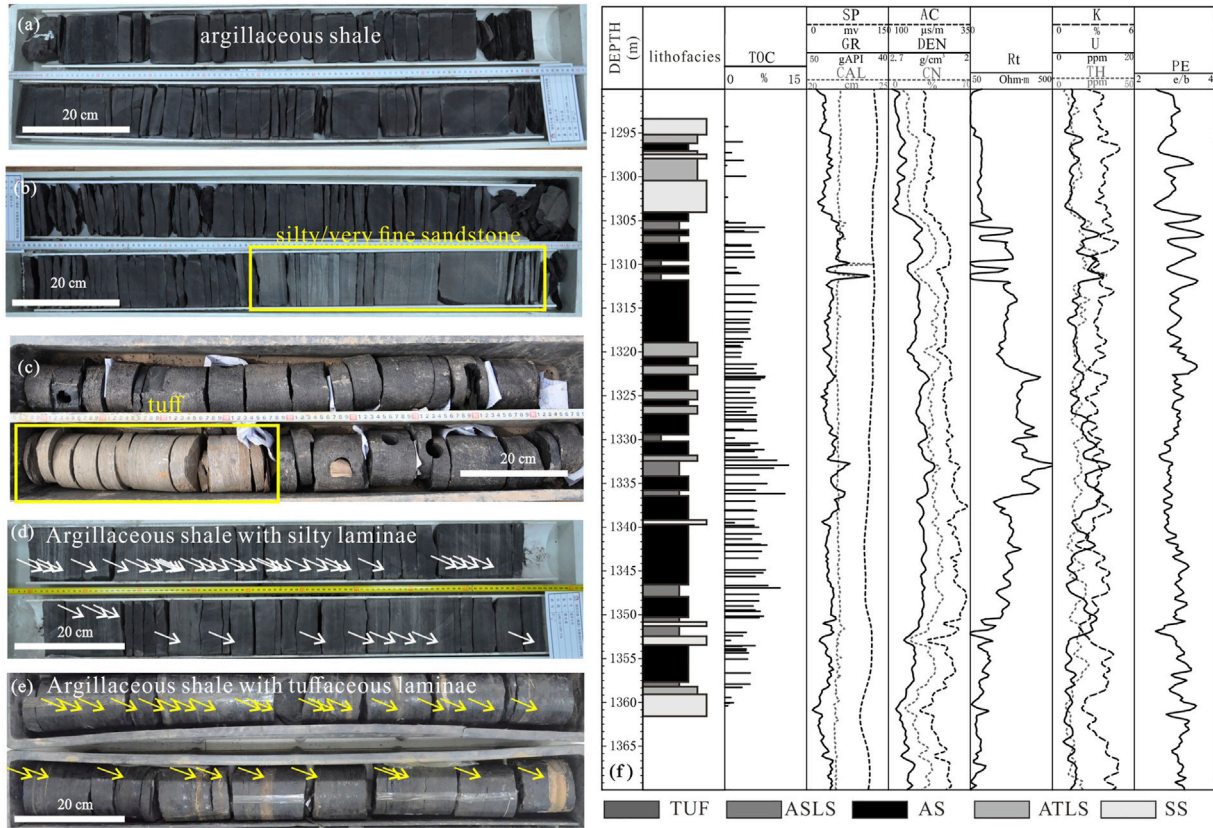 (a)
argillaceous shale
20 cm
(b)
silty/very fine sandstone
20 cm
(c)
tuff
20 cm
(d)
Argillaceous shale with silty laminae
20 cm
(e)
Argillaceous shale with tuffaceous laminae
20 cm
DEPTH
(m)
lithofacies
TOC
0 % 15
SP
0 mv 150
GR
50 gAPI 40
CAL
20 cm 25
AC
100 μs/m 350
DEN
2.7 g/cm³ 2
CN
0 % 70
Rt
50 Ohm·m 500
K
0 % 6
U
0 ppm 20
TH
0 ppm 50
PE
2 e/b 4
1295
1300
1305
1310
1315
1320
1325
1330
1335
1340
1345
1350
1355
1360
1365
(f)
TUF ASLS AS ATLS SS